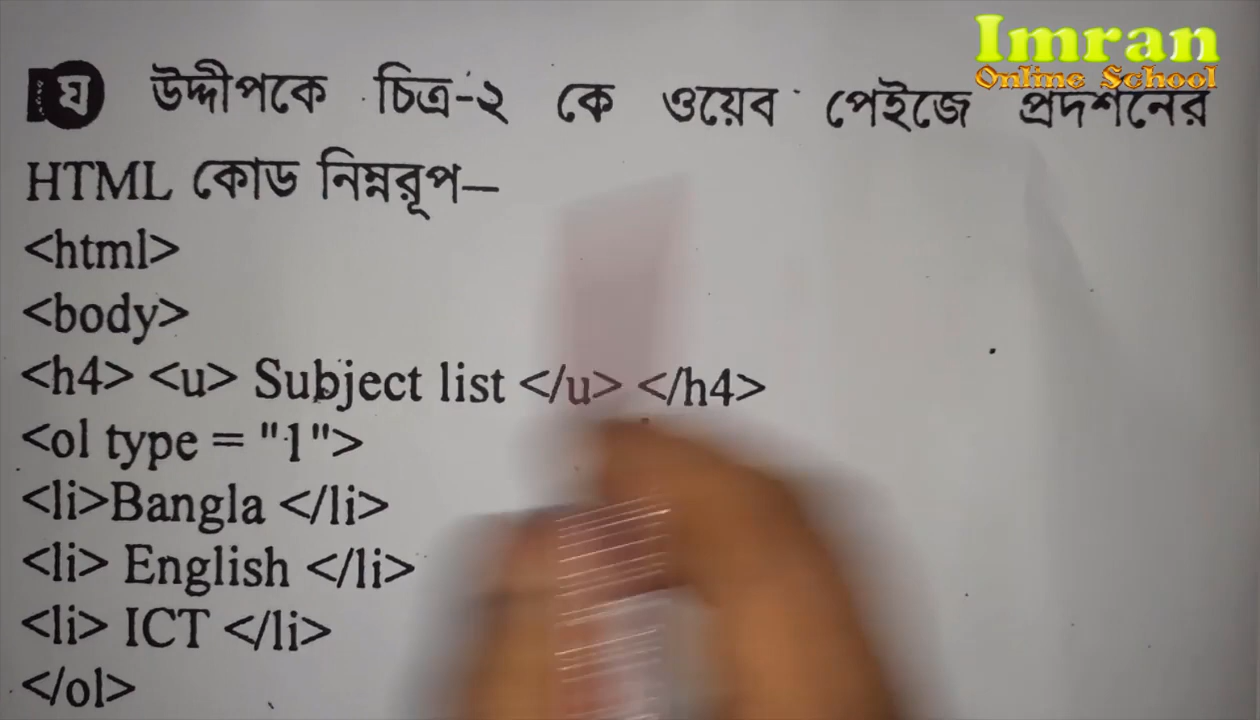 Imran
Online School
ঘ উদ্দীপকে চিত্র-২ কে ওয়েব পেইজে প্রদর্শনের
HTML কোড নিম্নরূপ—
<html>
<body>
<h4> <u> Subject list </u> </h4>
<ol type = "1">
<li>Bangla </li>
<li> English </li>
<li> ICT </li>
</ol>